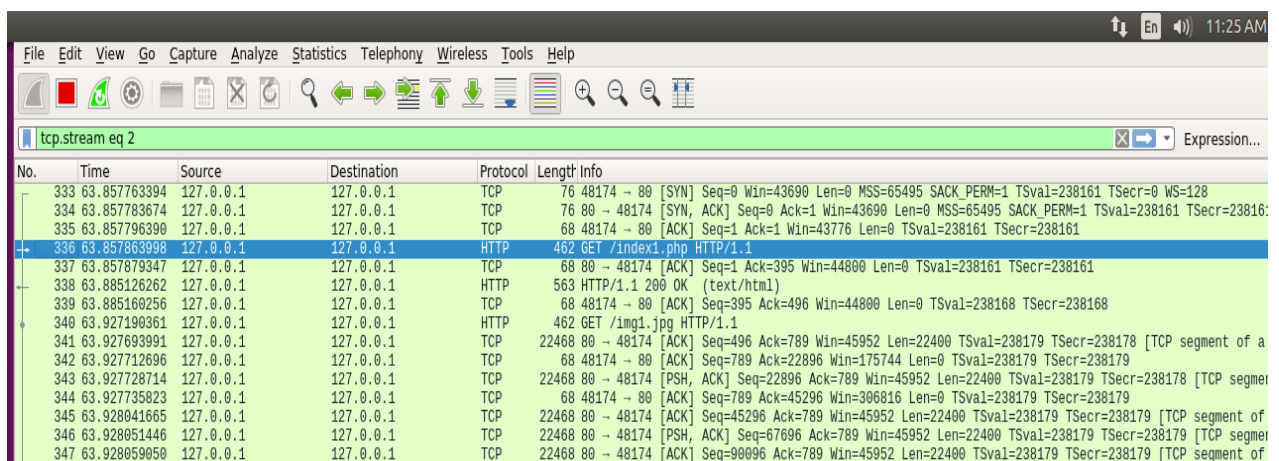 En 11:25 AM
File Edit View Go Capture Analyze Statistics Telephony Wireless Tools Help
tcp.stream eq 2 Expression...
No. Time Source Destination Protocol Length Info
333 63.857763394 127.0.0.1 127.0.0.1 TCP 76 48174 → 80 [SYN] Seq=0 Win=43690 Len=0 MSS=65495 SACK_PERM=1 TSval=238161 TSecr=0 WS=128
334 63.857783674 127.0.0.1 127.0.0.1 TCP 76 80 → 48174 [SYN, ACK] Seq=0 Ack=1 Win=43690 Len=0 MSS=65495 SACK_PERM=1 TSval=238161 TSecr=238161
335 63.857796390 127.0.0.1 127.0.0.1 TCP 68 48174 → 80 [ACK] Seq=1 Ack=1 Win=43776 Len=0 TSval=238161 TSecr=238161
336 63.857863998 127.0.0.1 127.0.0.1 HTTP 462 GET /index1.php HTTP/1.1
337 63.857879347 127.0.0.1 127.0.0.1 TCP 68 80 → 48174 [ACK] Seq=1 Ack=395 Win=44800 Len=0 TSval=238161 TSecr=238161
338 63.885126262 127.0.0.1 127.0.0.1 HTTP 563 HTTP/1.1 200 OK (text/html)
339 63.885160256 127.0.0.1 127.0.0.1 TCP 68 48174 → 80 [ACK] Seq=395 Ack=496 Win=44800 Len=0 TSval=238168 TSecr=238168
340 63.927190361 127.0.0.1 127.0.0.1 HTTP 462 GET /img1.jpg HTTP/1.1
341 63.927693991 127.0.0.1 127.0.0.1 TCP 22468 80 → 48174 [ACK] Seq=496 Ack=789 Win=45952 Len=22400 TSval=238179 TSecr=238178 [TCP segment of a
342 63.927712696 127.0.0.1 127.0.0.1 TCP 68 48174 → 80 [ACK] Seq=789 Ack=22896 Win=175744 Len=0 TSval=238179 TSecr=238179
343 63.927728714 127.0.0.1 127.0.0.1 TCP 22468 80 → 48174 [PSH, ACK] Seq=22896 Ack=789 Win=45952 Len=22400 TSval=238179 TSecr=238178 [TCP segmen
344 63.927735823 127.0.0.1 127.0.0.1 TCP 68 48174 → 80 [ACK] Seq=789 Ack=45296 Win=306816 Len=0 TSval=238179 TSecr=238179
345 63.928041665 127.0.0.1 127.0.0.1 TCP 22468 80 → 48174 [ACK] Seq=45296 Ack=789 Win=45952 Len=22400 TSval=238179 TSecr=238179 [TCP segment of
346 63.928051446 127.0.0.1 127.0.0.1 TCP 22468 80 → 48174 [PSH, ACK] Seq=67696 Ack=789 Win=45952 Len=22400 TSval=238179 TSecr=238179 [TCP segmen
347 63.928059050 127.0.0.1 127.0.0.1 TCP 22468 80 → 48174 [ACK] Seq=90096 Ack=789 Win=45952 Len=22400 TSval=238179 TSecr=238179 [TCP segment of